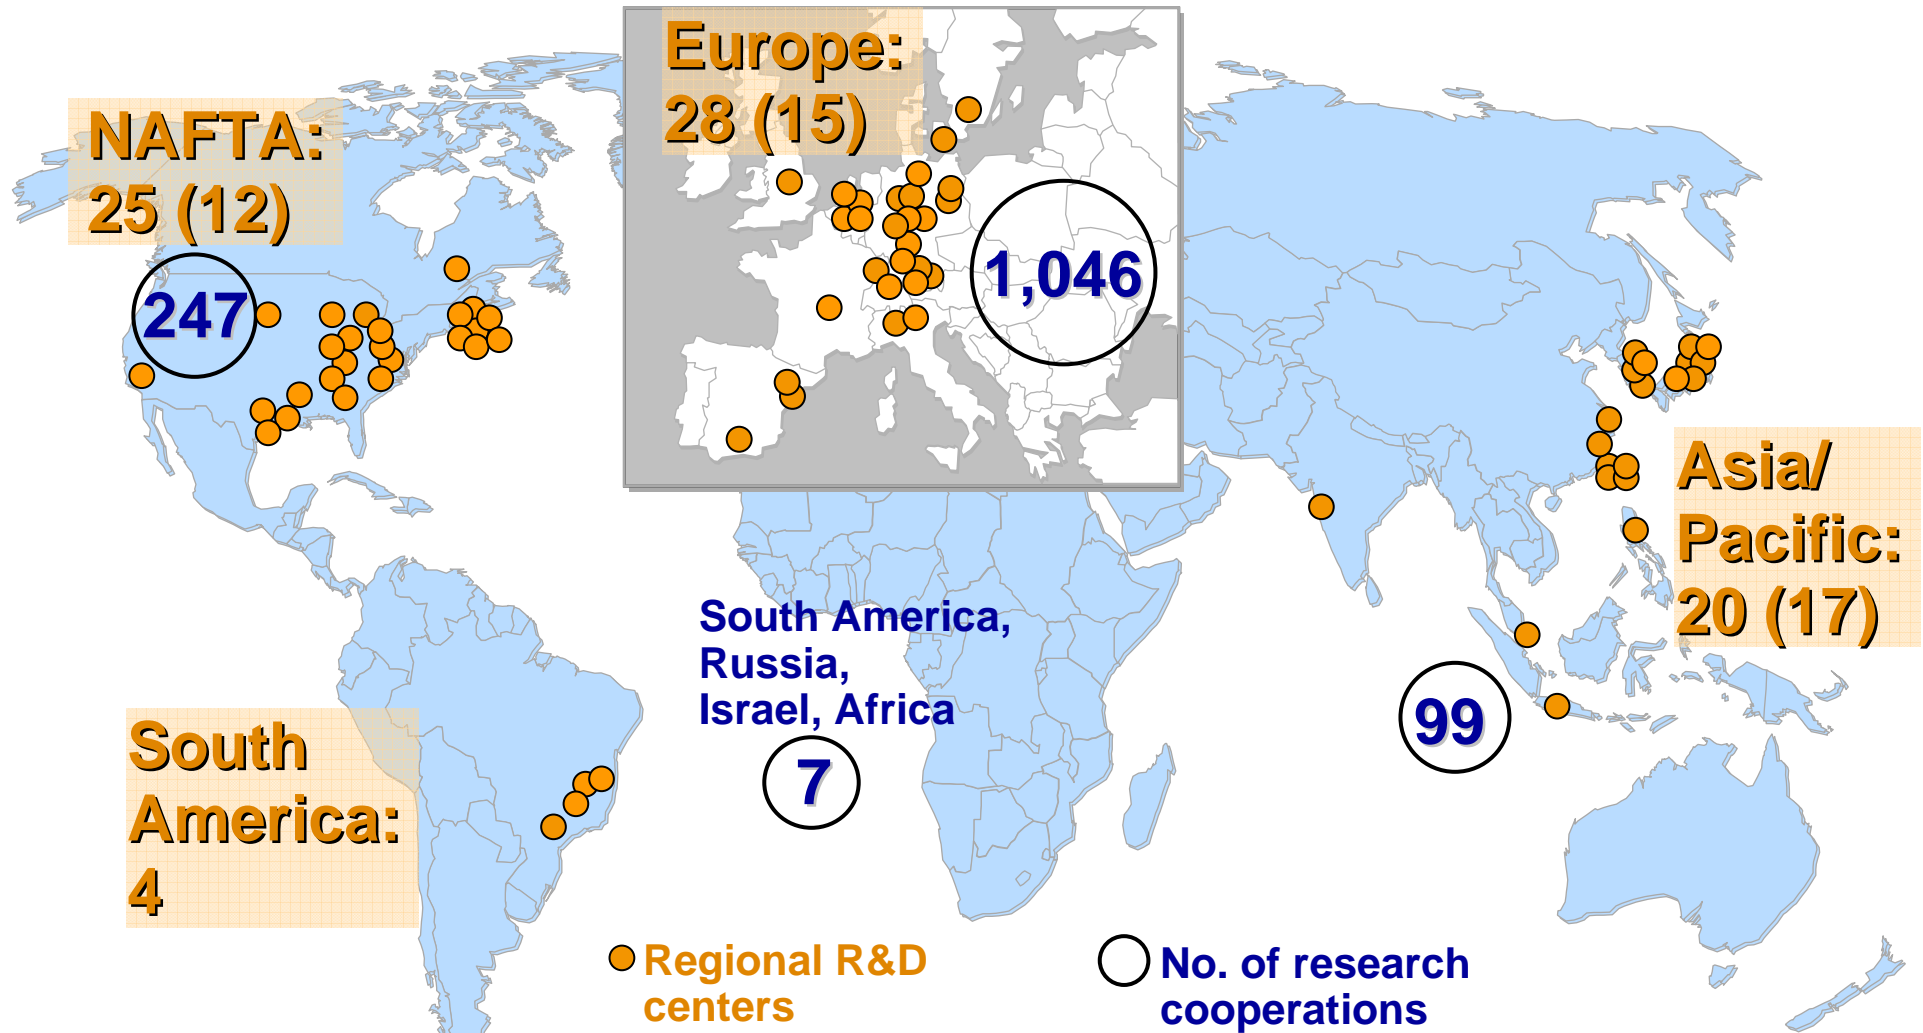 Europe:
28 (15)
NAFTA:
25 (12)
247
1,046
Asia/
Pacific:
20 (17)
South America,
Russia,
Israel, Africa
7
99
South
America:
4
Regional R&D
centers
No. of research
cooperations